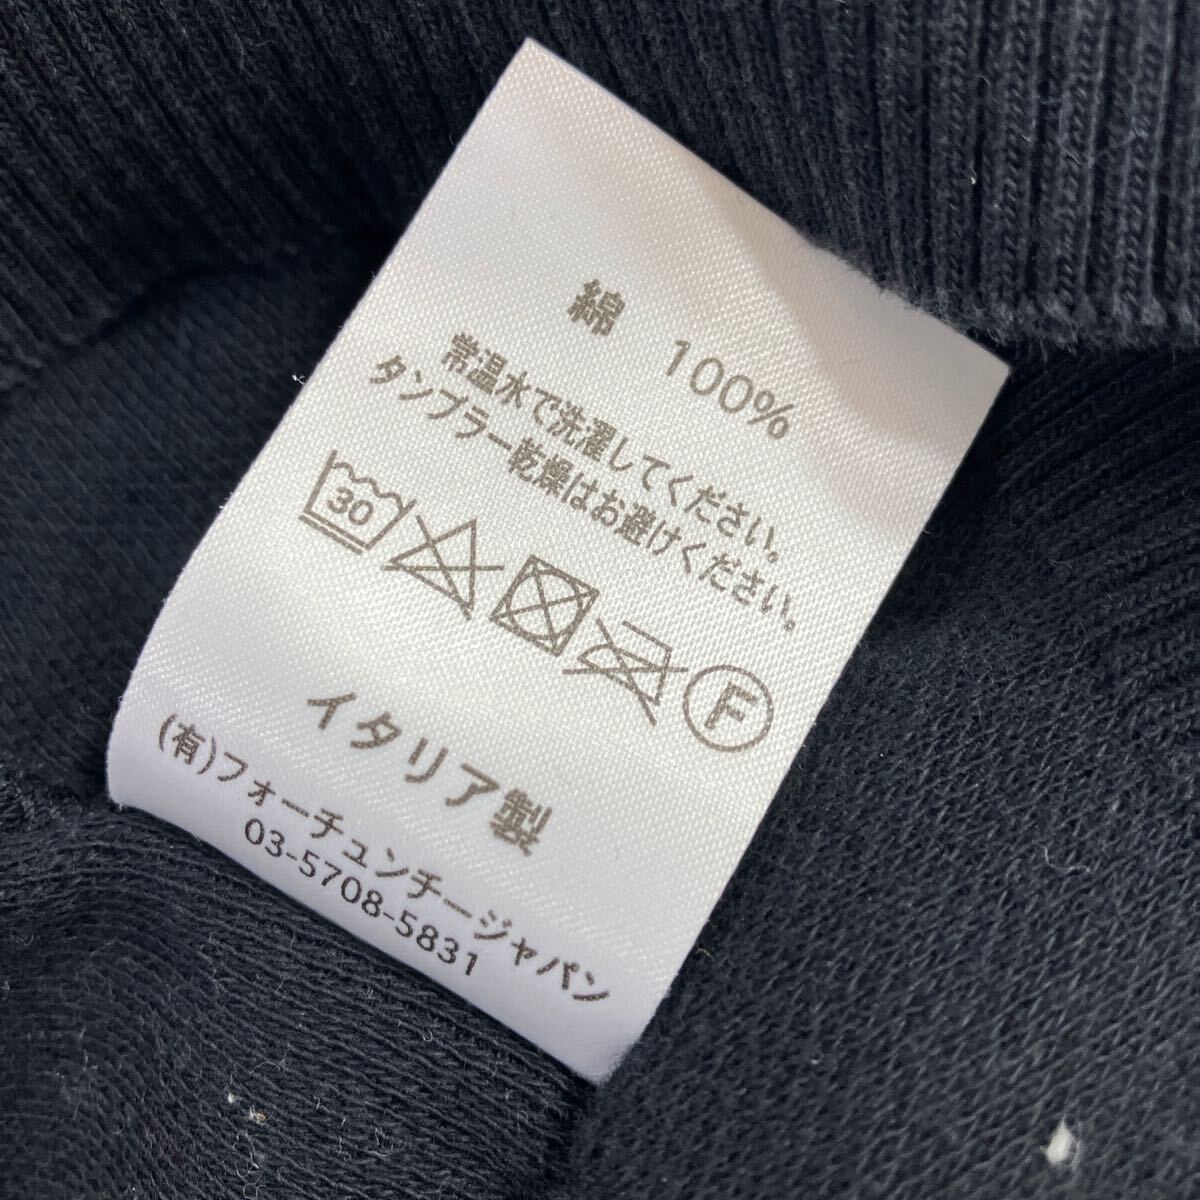 綿 100%
常温水で洗濯してください。
タンブラー乾燥はお避けください。
30
F
イタリア製
(有)フォーチュンチージャパン
03-5708-5831